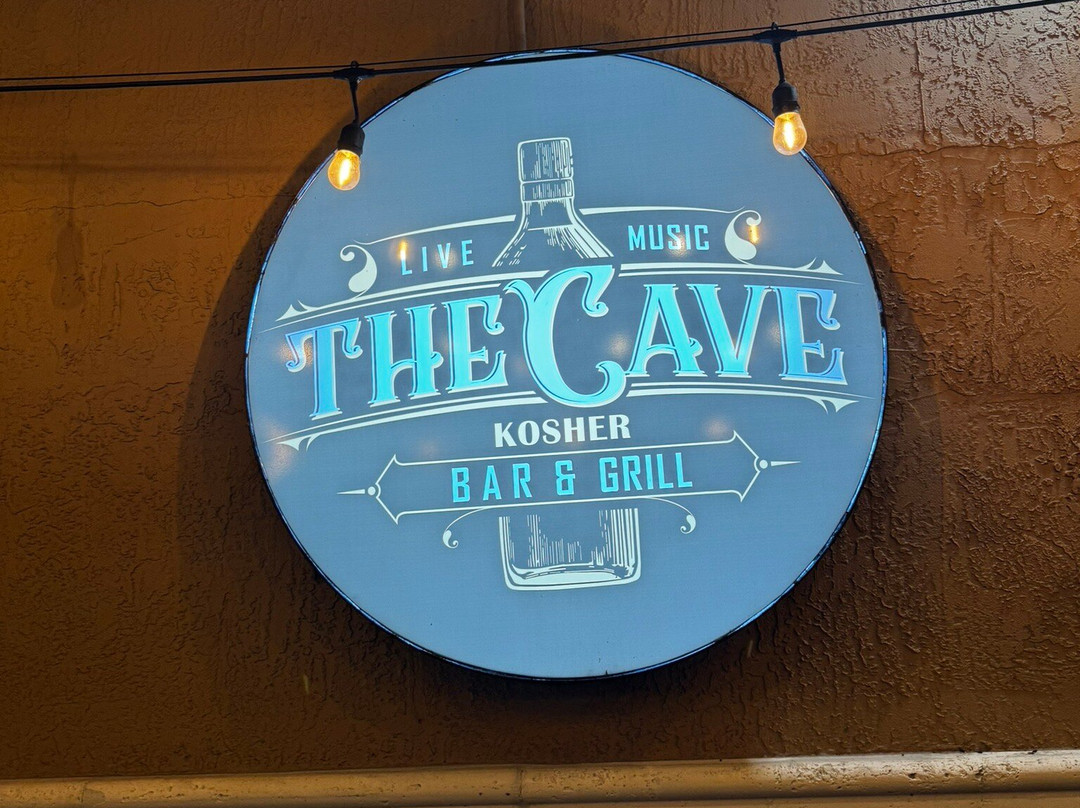 LIVE MUSIC
THE CAVE
KOSHER
BAR & GRILL